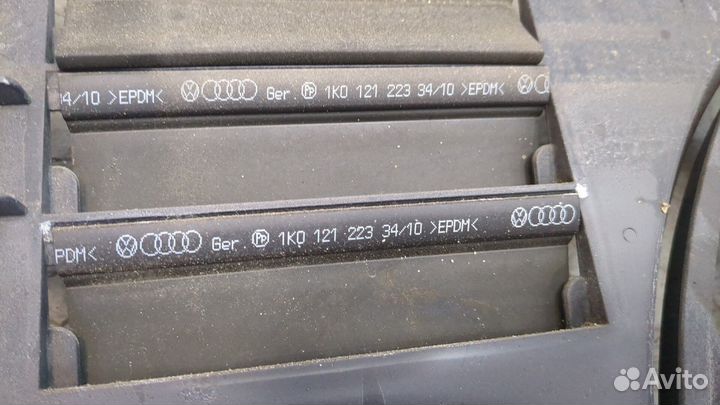 34/10 >EPDM< Ger. 1K0 121 223 34/10 >EPDM<
PDM< Ger. 1K0 121 223 34/10 >EPDM<
Avito